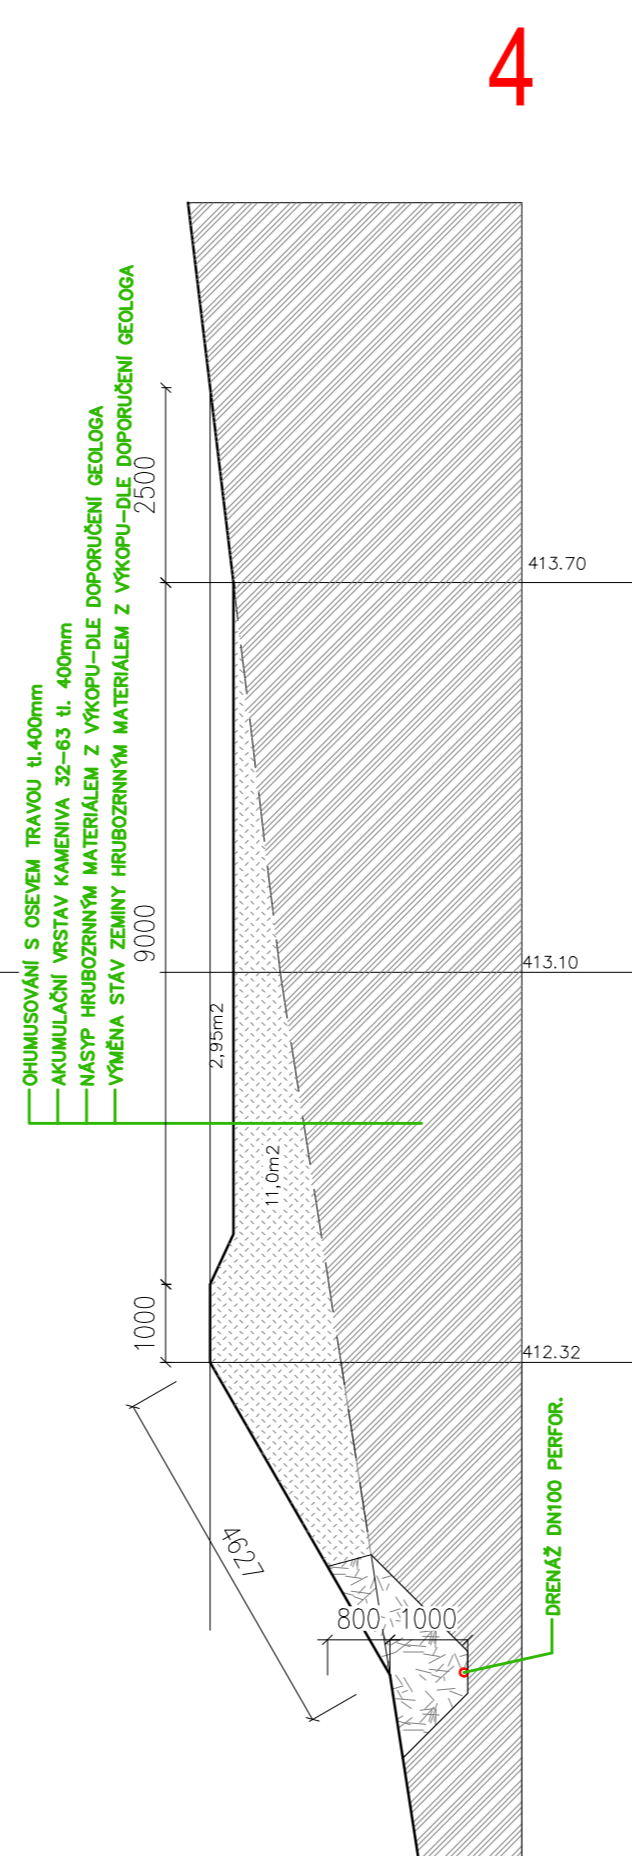 4
OHUMUSOVÁNÍ S OSEVEM TRAVOU tl.400mm
AKUMULAČNÍ VRSTAV KAMENIVA 32-63 tl. 400mm
NÁSYP HRUBOZRNNÝM MATERIÁLEM Z VÝKOPU-DLE DOPORUČENÍ GEOLOGA
VÝMĚNA STÁV ZEMINY HRUBOZRNNÝM MATERIÁLEM Z VÝKOPU-DLE DOPORUČENÍ GEOLOGA
2500
413.70
9000
413.10
2,95m2
11,0m2
1000
412.32
4627
800
1000
DRENÁŽ DN100 PERFOR.